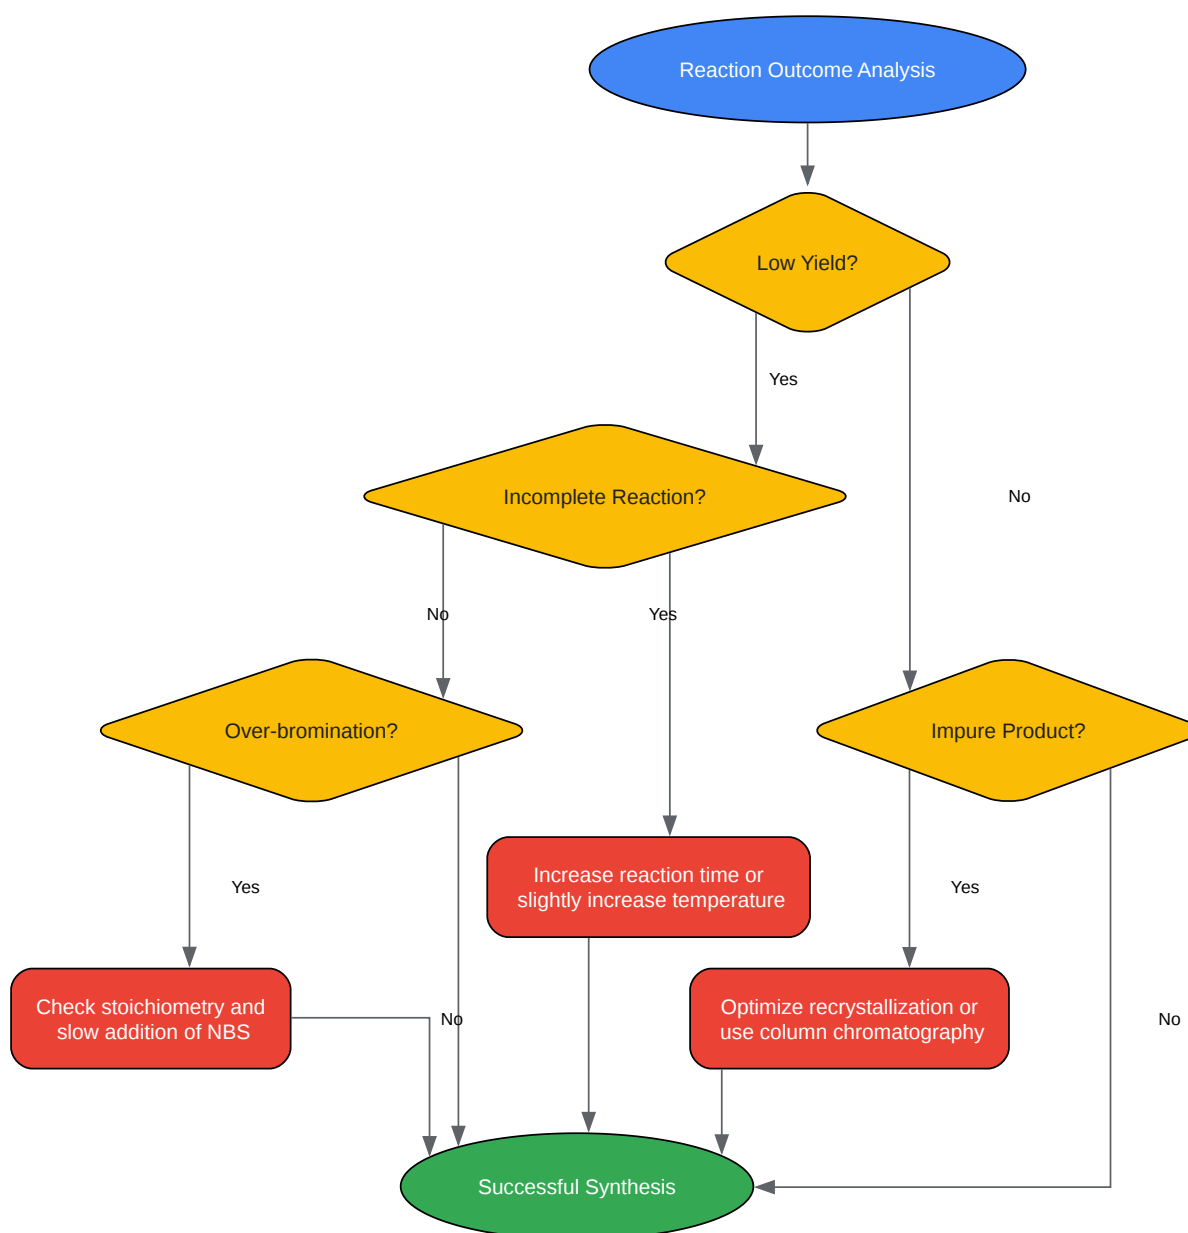 Reaction Outcome Analysis
Low Yield?
Yes
Incomplete Reaction?
No
No
Yes
Over-bromination?
Impure Product?
Increase reaction time or
slightly increase temperature
Yes
Yes
Check stoichiometry and
slow addition of NBS
No
Optimize recrystallization or
use column chromatography
No
Successful Synthesis